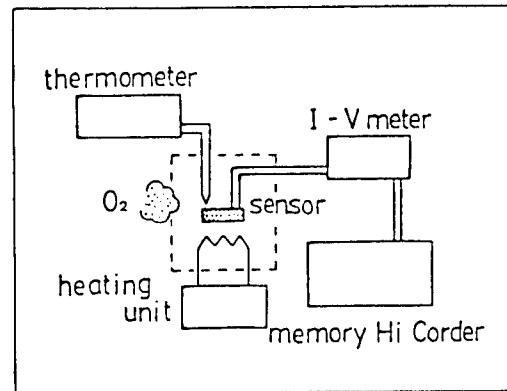 thermometer
I - V meter
O₂
sensor
heating
unit
memory Hi Corder